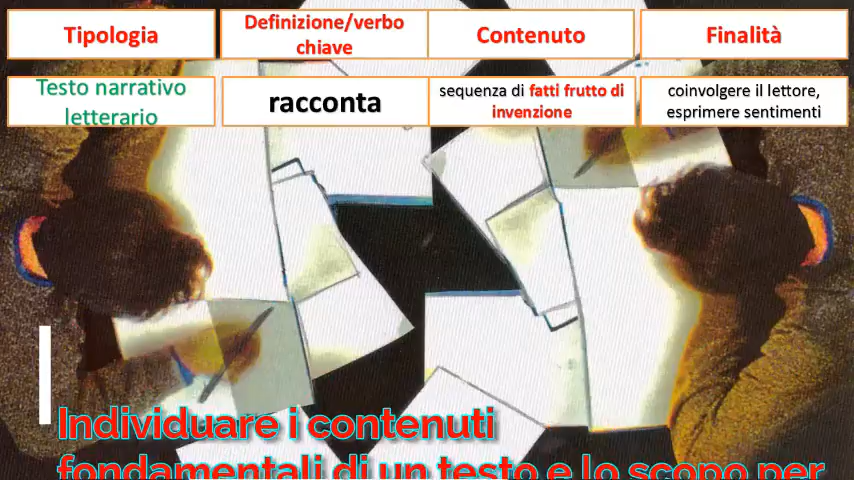 Tipologia
Definizione/verbo
chiave
Contenuto
Finalità
Testo narrativo
letterario
racconta
sequenza di fatti frutto di
invenzione
coinvolgere il lettore,
esprimere sentimenti
Individuare i contenuti
fondamentali di un testo e lo scopo per